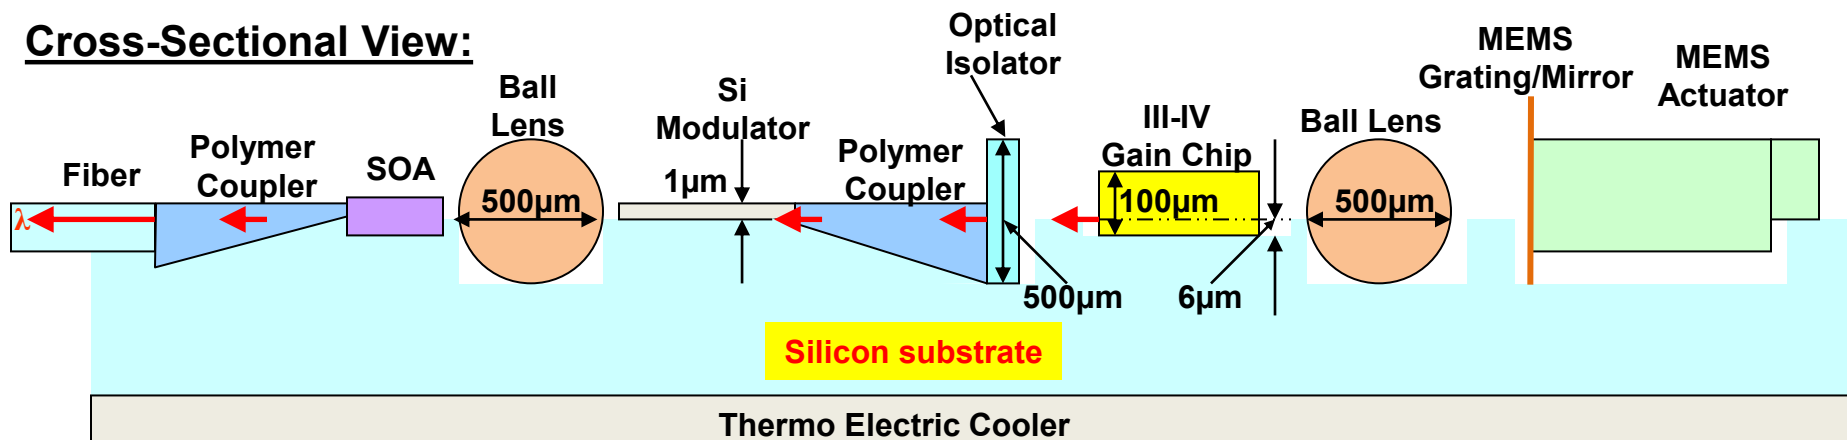 Cross-Sectional View:
Optical
Isolator
MEMS
Grating/Mirror
MEMS
Actuator
Ball
Lens
Si
Modulator
III-IV
Gain Chip
Ball Lens
Fiber
Polymer
Coupler
SOA
Polymer
Coupler
1μm
λ
500μm
100μm
500μm
500μm
6μm
Silicon substrate
Thermo Electric Cooler